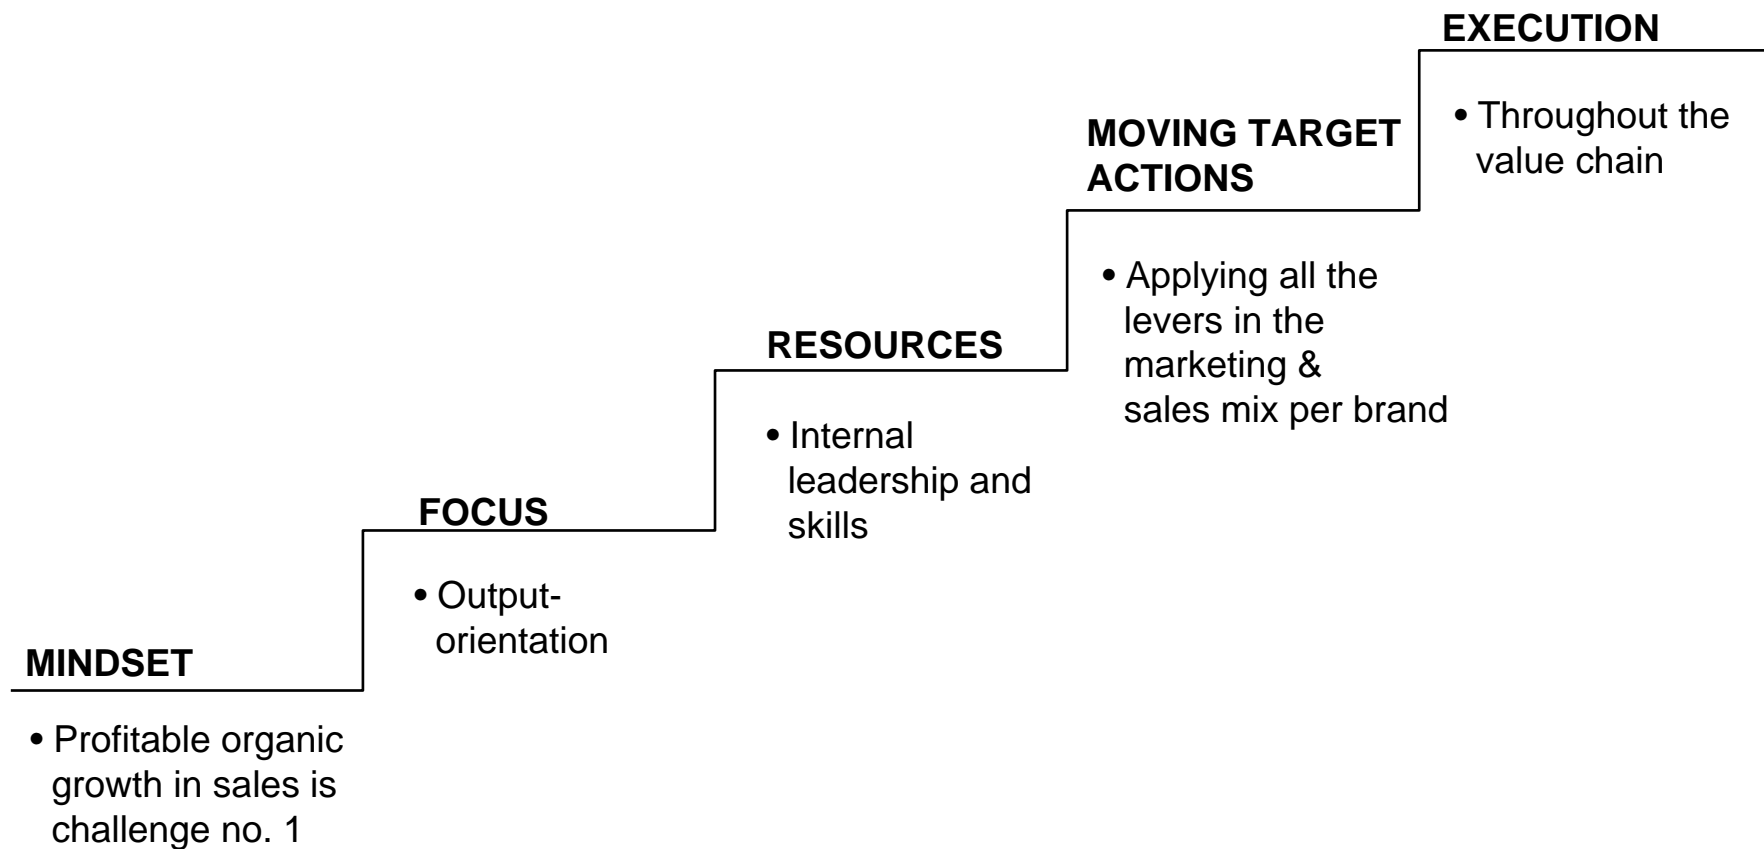 MINDSET
• Profitable organic
growth in sales is
challenge no. 1
FOCUS
• Output-
orientation
RESOURCES
• Internal
leadership and
skills
MOVING TARGET
ACTIONS
• Applying all the
levers in the
marketing &
sales mix per brand
EXECUTION
• Throughout the
value chain